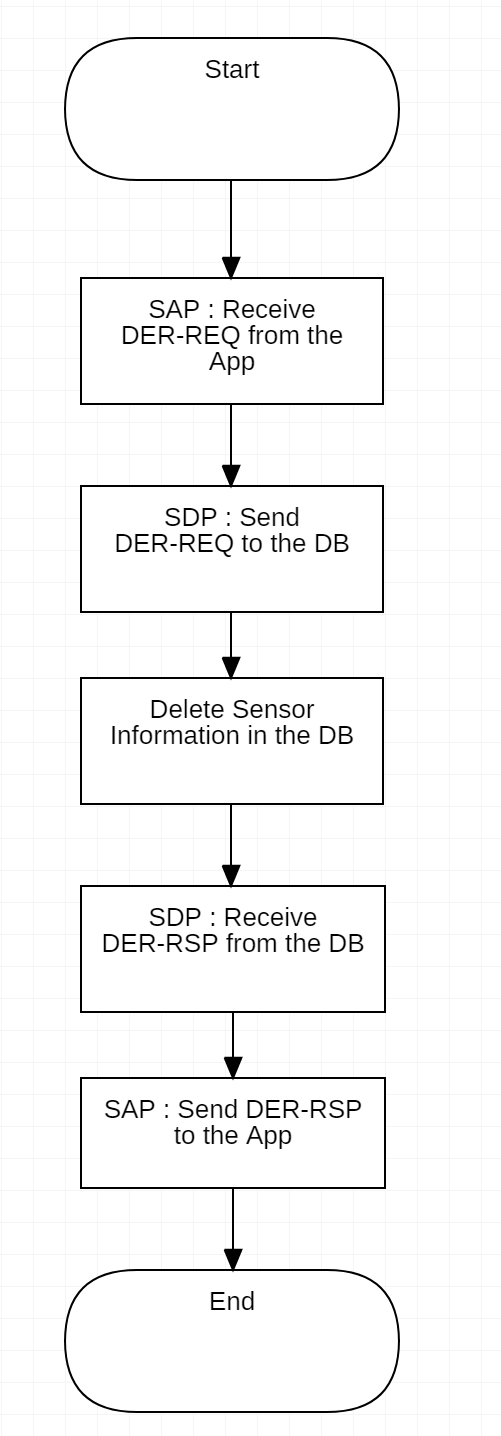 Start
SAP : Receive
DER-REQ from the
App
SDP : Send
DER-REQ to the DB
Delete Sensor
Information in the DB
SDP : Receive
DER-RSP from the DB
SAP : Send DER-RSP
to the App
End